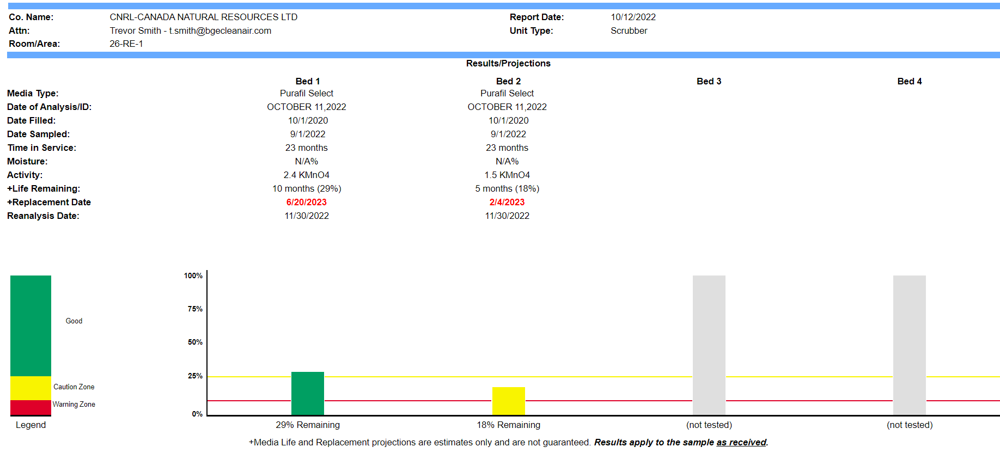 Co. Name: CNRL-CANADA NATURAL RESOURCES LTD Report Date: 10/12/2022
Attn: Trevor Smith - t.smith@bgecleanair.com Unit Type: Scrubber
Room/Area: 26-RE-1
Results/Projections
Bed 1 Bed 2 Bed 3 Bed 4
Media Type: Purafil Select Purafil Select
Date of Analysis/ID: OCTOBER 11,2022 OCTOBER 11,2022
Date Filled: 10/1/2020 10/1/2020
Date Sampled: 9/1/2022 9/1/2022
Time in Service: 23 months 23 months
Moisture: N/A% N/A%
Activity: 2.4 KMnO4 1.5 KMnO4
+Life Remaining: 10 months (29%) 5 months (18%)
+Replacement Date 6/20/2023 2/4/2023
Reanalysis Date: 11/30/2022 11/30/2022
100%
75%
Good
50%
25%
Caution Zone
Warning Zone
0%
Legend 29% Remaining 18% Remaining (not tested) (not tested)
+Media Life and Replacement projections are estimates only and are not guaranteed. Results apply to the sample as received.